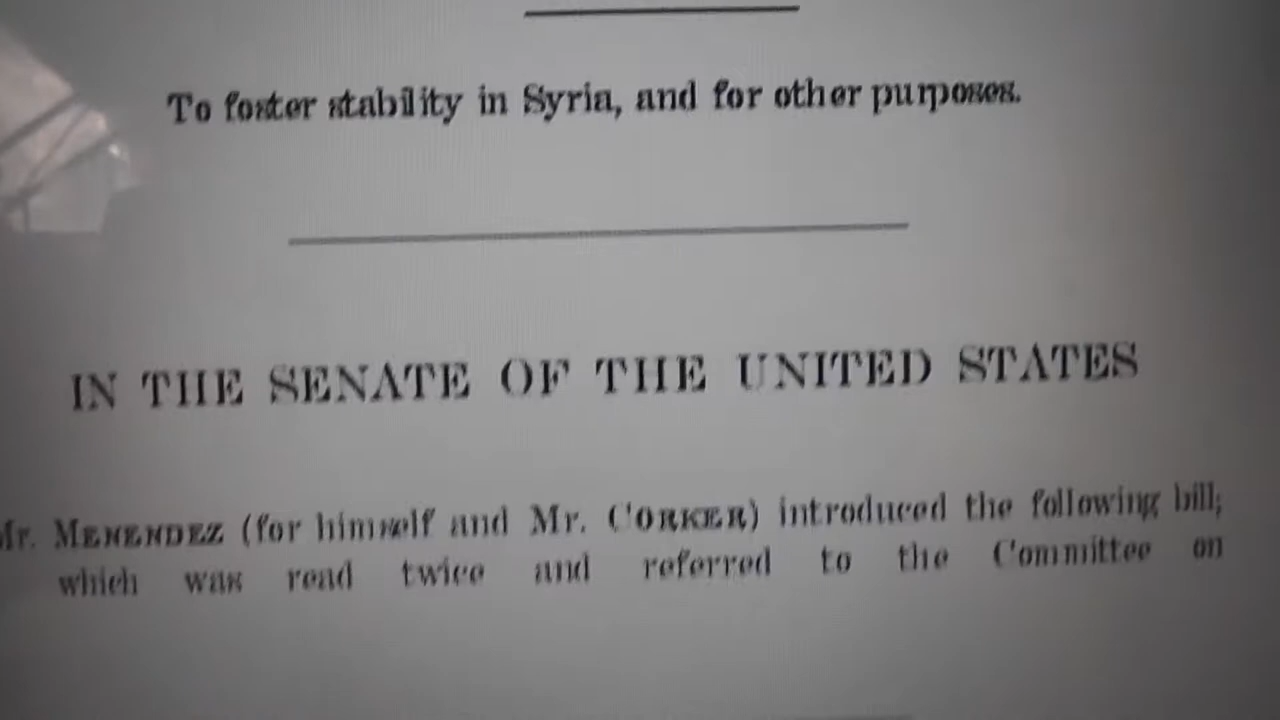 To foster stability in Syria, and for other purposes.
IN THE SENATE OF THE UNITED STATES
Mr. MENENDEZ (for himself and Mr. CORKER) introduced the following bill;
which was read twice and referred to the Committee on